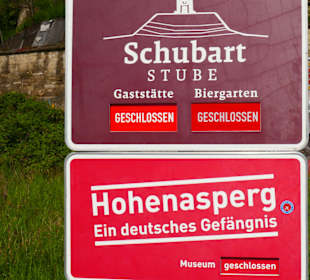 Schubart
STUBE
Gaststätte Biergarten
GESCHLOSSEN GESCHLOSSEN
Hohenasperg
Ein deutsches Gefängnis
Museum geschlossen